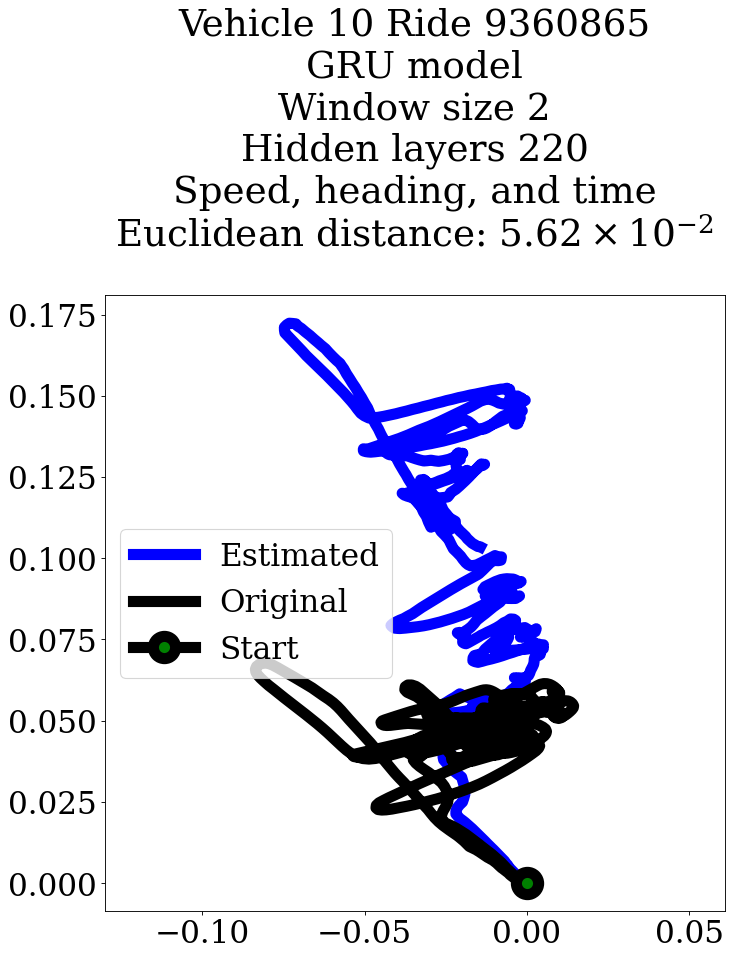 Vehicle 10 Ride 9360865
GRU model
Window size 2
Hidden layers 220
Speed, heading, and time
Euclidean distance: 5.62 × 10⁻²
0.175
0.150
0.125
0.100
0.075
0.050
0.025
0.000
Estimated
Original
Start
−0.10
−0.05
0.00
0.05